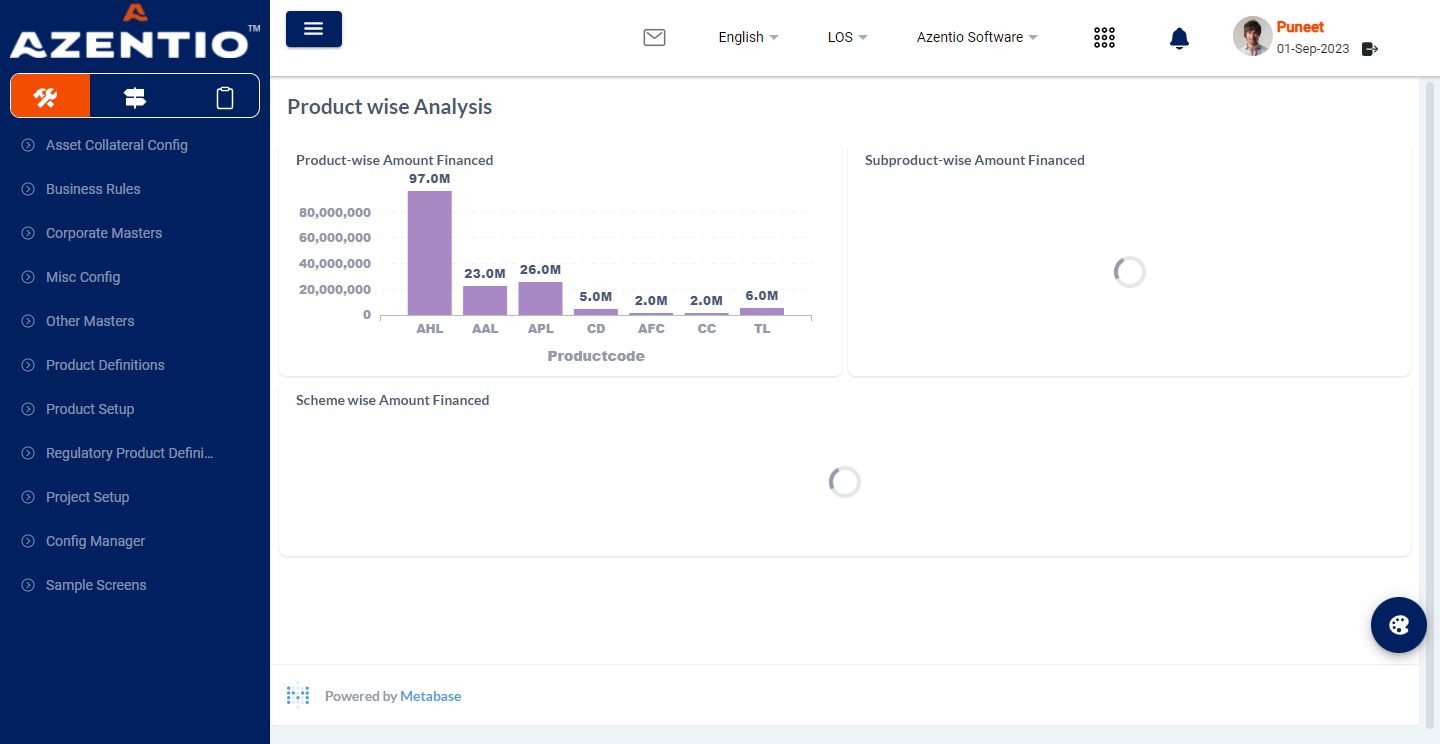 AZENTIO™
English
LOS
Azentio Software
Puneet
01-Sep-2023
Asset Collateral Config
Business Rules
Corporate Masters
Misc Config
Other Masters
Product Definitions
Product Setup
Regulatory Product Defini...
Project Setup
Config Manager
Sample Screens
Product wise Analysis
Product-wise Amount Financed
97.0M
80,000,000
60,000,000
40,000,000
20,000,000
0
23.0M
26.0M
5.0M
2.0M
2.0M
6.0M
AHL AAL APL CD AFC CC TL
Productcode
Subproduct-wise Amount Financed
Scheme wise Amount Financed
Powered by Metabase